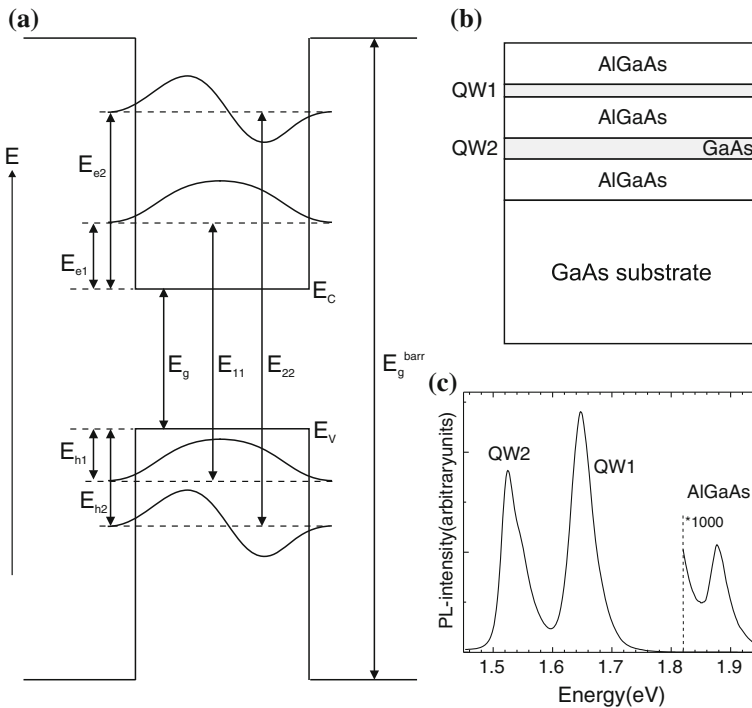 (a)
E
E_e2
E_e1
E_C
E_g
E_11
E_22
E_g^barr
E_V
E_h1
E_h2
(b)
AlGaAs
QW1
AlGaAs
QW2
GaAs
AlGaAs
GaAs substrate
(c)
PL-intensity(arbitraryunits)
QW2
QW1
AlGaAs
*1000
1.5 1.6 1.7 1.8 1.9
Energy(eV)